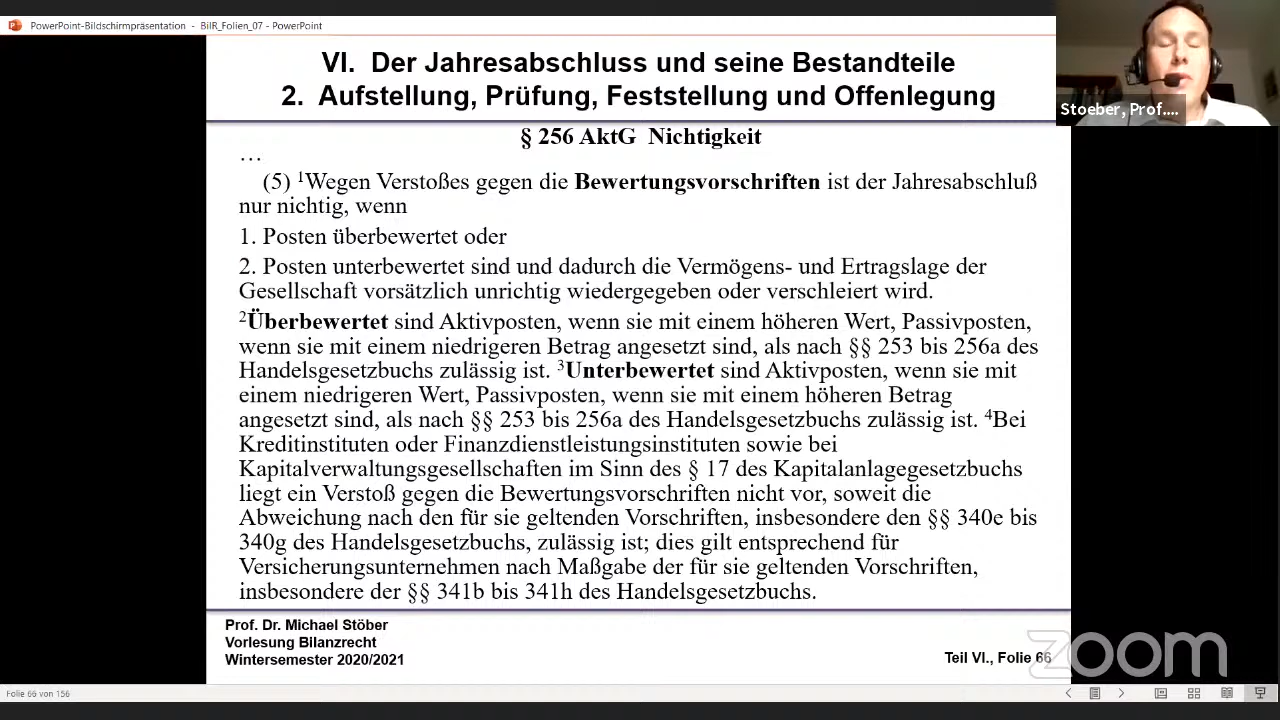 PowerPoint-Bildschirmpräsentation - BilR_Folien_07 - PowerPoint
VI. Der Jahresabschluss und seine Bestandteile
2. Aufstellung, Prüfung, Feststellung und Offenlegung
Stoeber, Prof....
§ 256 AktG Nichtigkeit
…
(5) ¹Wegen Verstoßes gegen die Bewertungsvorschriften ist der Jahresabschluß
nur nichtig, wenn
1. Posten überbewertet oder
2. Posten unterbewertet sind und dadurch die Vermögens- und Ertragslage der
Gesellschaft vorsätzlich unrichtig wiedergegeben oder verschleiert wird.
²Überbewertet sind Aktivposten, wenn sie mit einem höheren Wert, Passivposten,
wenn sie mit einem niedrigeren Betrag angesetzt sind, als nach §§ 253 bis 256a des
Handelsgesetzbuchs zulässig ist. ³Unterbewertet sind Aktivposten, wenn sie mit
einem niedrigeren Wert, Passivposten, wenn sie mit einem höheren Betrag
angesetzt sind, als nach §§ 253 bis 256a des Handelsgesetzbuchs zulässig ist. ⁴Bei
Kreditinstituten oder Finanzdienstleistungsinstituten sowie bei
Kapitalverwaltungsgesellschaften im Sinn des § 17 des Kapitalanlagegesetzbuchs
liegt ein Verstoß gegen die Bewertungsvorschriften nicht vor, soweit die
Abweichung nach den für sie geltenden Vorschriften, insbesondere den §§ 340e bis
340g des Handelsgesetzbuchs, zulässig ist; dies gilt entsprechend für
Versicherungsunternehmen nach Maßgabe der für sie geltenden Vorschriften,
insbesondere der §§ 341b bis 341h des Handelsgesetzbuchs.
Prof. Dr. Michael Stöber
Vorlesung Bilanzrecht
Wintersemester 2020/2021
Teil VI., Folie 66
zoom
Folie 66 von 156